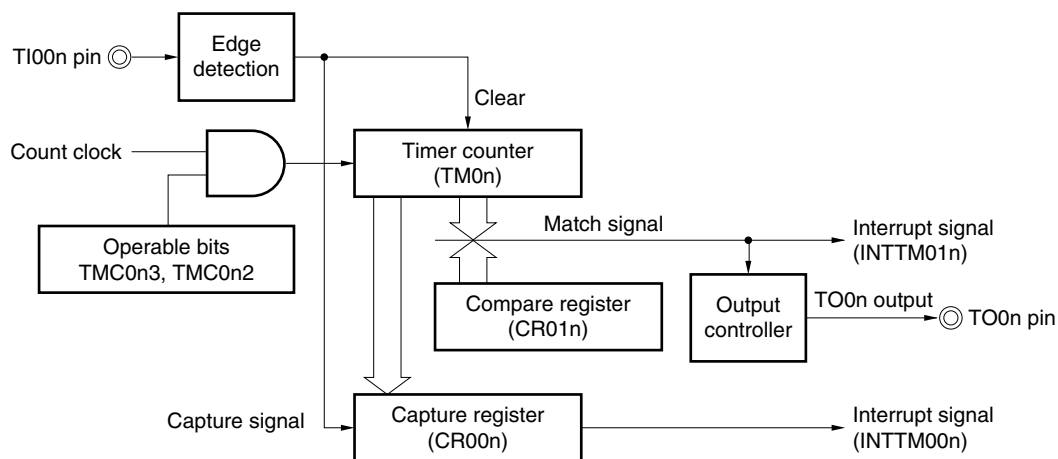 TI00n pin
Edge
detection
Clear
Count clock
Timer counter
(TM0n)
Operable bits
TMC0n3, TMC0n2
Match signal
Interrupt signal
(INTTM01n)
Compare register
(CR01n)
Output
controller
TO0n output
TO0n pin
Capture signal
Capture register
(CR00n)
Interrupt signal
(INTTM00n)